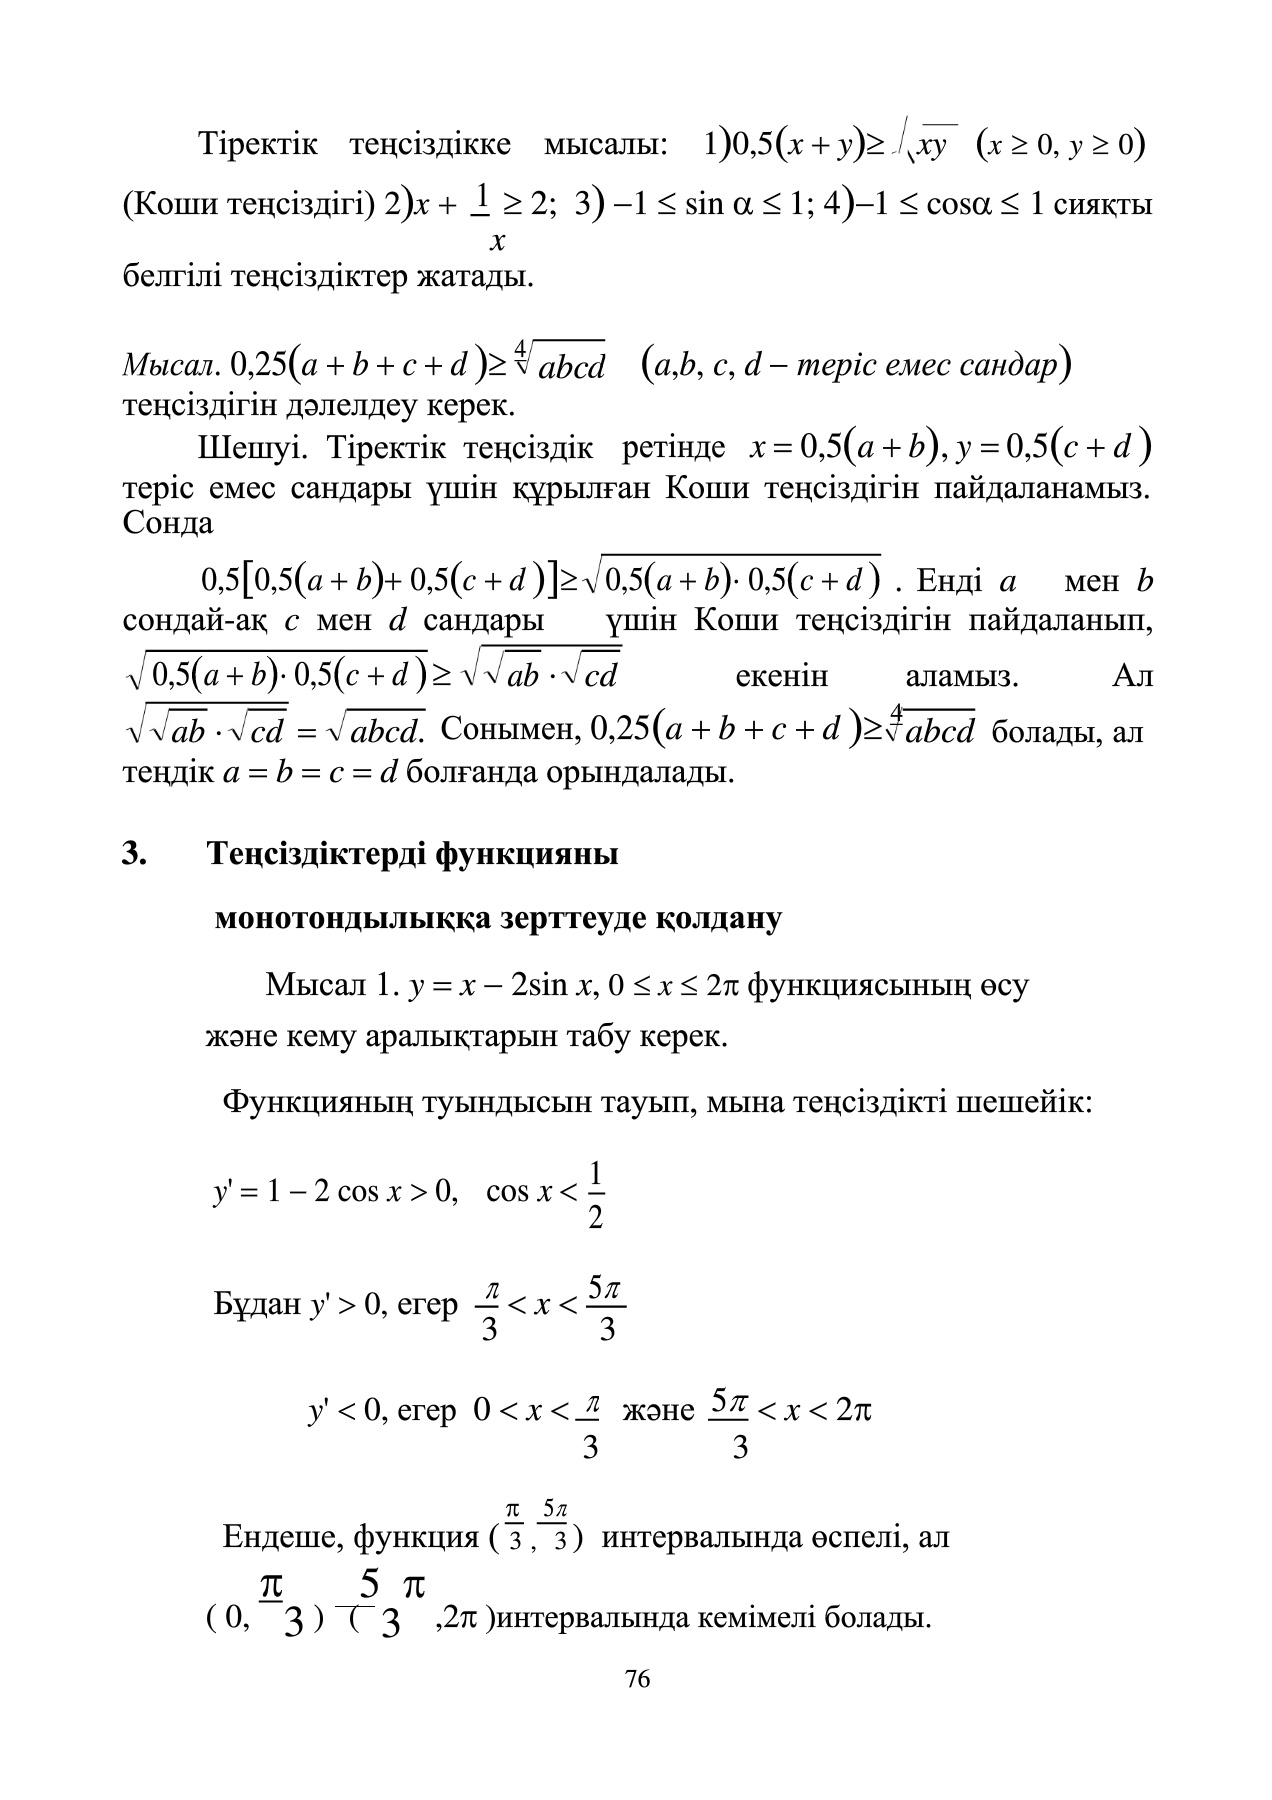 Тіректік теңсіздікке мысалы: 1)0,5(x + y)≥ √xy (x ≥ 0, y ≥ 0)
(Коши теңсіздігі) 2)x + 1/x ≥ 2; 3) −1 ≤ sin α ≤ 1; 4)−1 ≤ cosα ≤ 1 сияқты
белгілі теңсіздіктер жатады.
Мысал. 0,25(a + b + c + d )≥ ∜abcd (a,b, c, d − теріс емес сандар)
теңсіздігін дәлелдеу керек.
Шешуі. Тіректік теңсіздік ретінде x = 0,5(a + b), y = 0,5(c + d )
теріс емес сандары үшін құрылған Коши теңсіздігін пайдаланамыз.
Сонда
0,5[0,5(a + b)+ 0,5(c + d )]≥ √(0,5(a + b)· 0,5(c + d )) . Енді a мен b
сондай-ақ c мен d сандары үшін Коши теңсіздігін пайдаланып,
√(0,5(a + b)· 0,5(c + d )) ≥ √(√ab · √cd) екенін аламыз. Ал
√(√ab · √cd) = √abcd. Сонымен, 0,25(a + b + c + d )≥ ∜abcd болады, ал
теңдік a = b = c = d болғанда орындалады.
3. Теңсіздіктерді функцияны
монотондылыққа зерттеуде қолдану
Мысал 1. y = x − 2sin x, 0 ≤ x ≤ 2π функциясының өсу
және кему аралықтарын табу керек.
Функцияның туындысын тауып, мына теңсіздікті шешейік:
y' = 1 − 2 cos x > 0, cos x < 1/2
Бұдан y' > 0, егер π/3 < x < 5π/3
y' < 0, егер 0 < x < π/3 және 5π/3 < x < 2π
Ендеше, функция ( π/3 , 5π/3 ) интервалында өспелі, ал
( 0, π/3 ) ( 5π/3 ,2π )интервалында кемімелі болады.
76